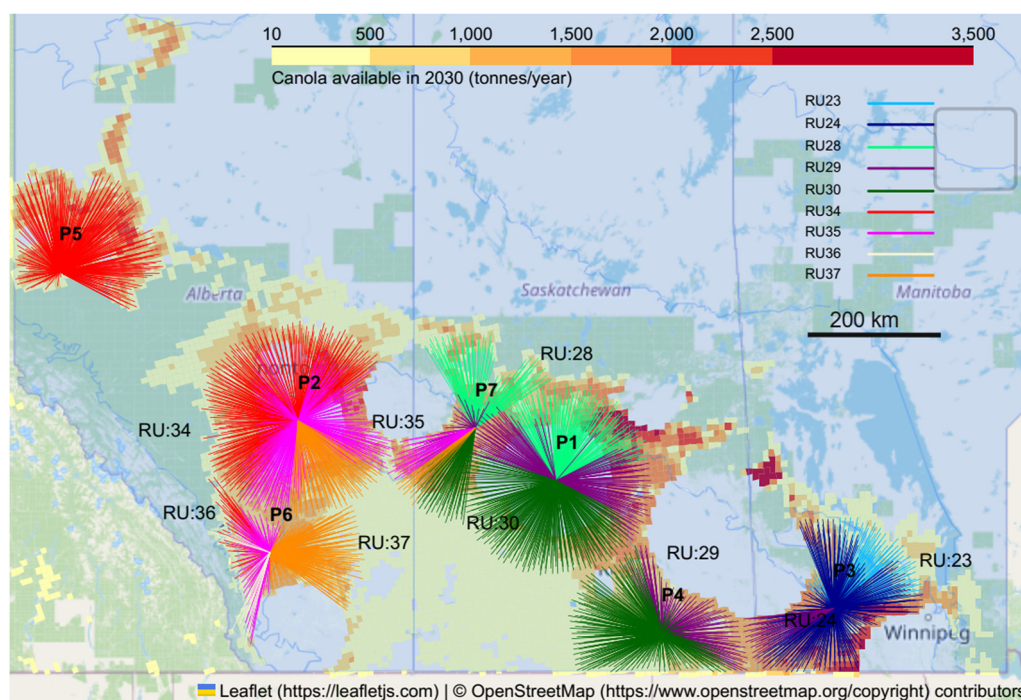 10 500 1,000 1,500 2,000 2,500 3,500
Canola available in 2030 (tonnes/year)
RU23
RU24
RU28
RU29
RU30
RU34
RU35
RU36
RU37
200 km
P5
Alberta
Saskatchewan
Manitoba
RU:28
P2
P7
RU:34
RU:35
P1
RU:36
P6
RU:30
RU:37
RU:29
RU:23
P3
P4
RU:24
Winnipeg
Leaflet (https://leafletjs.com) | © OpenStreetMap (https://www.openstreetmap.org/copyright) contributors